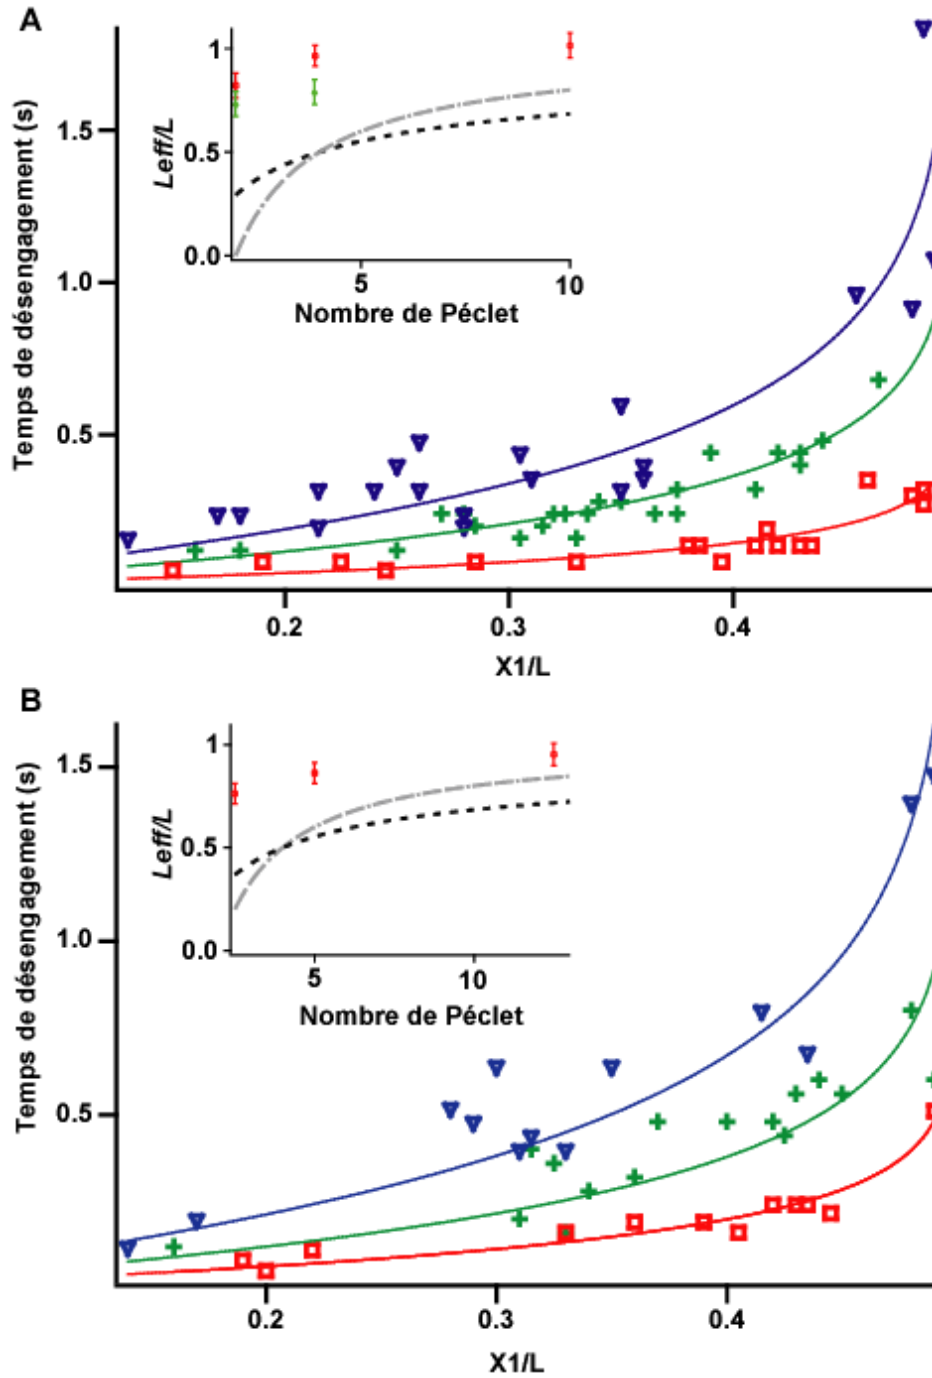 A
1
0.5
0.0
Leff/L
5
10
Nombre de Péclet
1.5
1.0
0.5
Temps de désengagement (s)
0.2
0.3
0.4
X1/L
B
1
0.5
0.0
Leff/L
5
10
Nombre de Péclet
1.5
1.0
0.5
Temps de désengagement (s)
0.2
0.3
0.4
X1/L